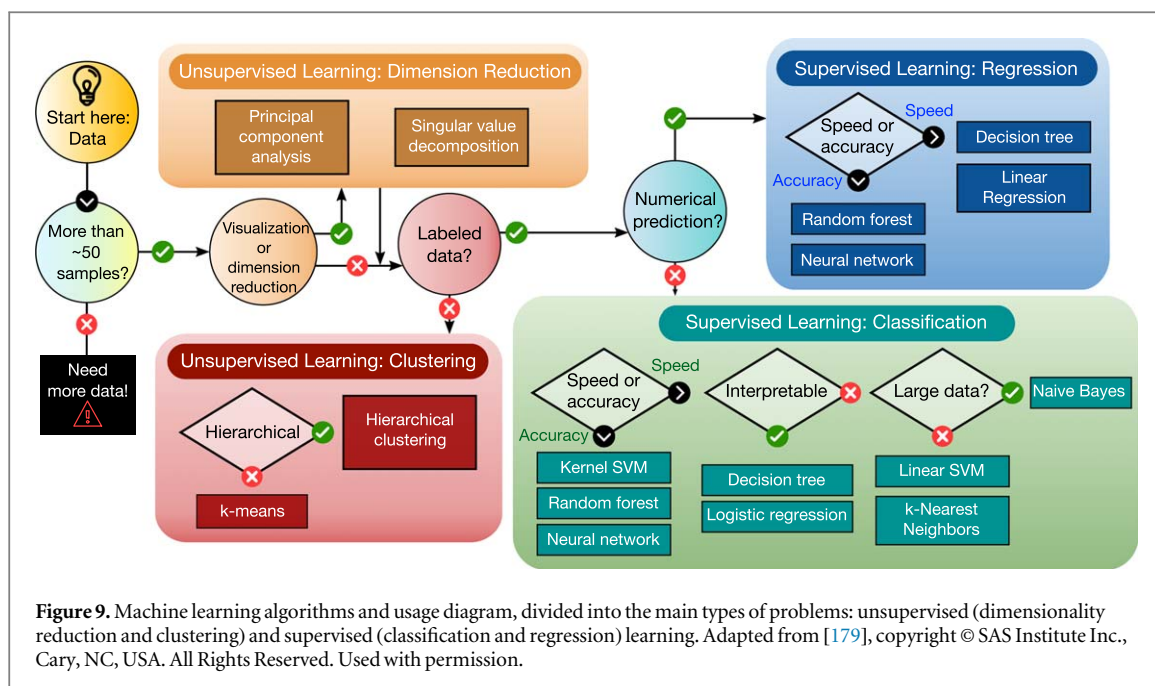 Start here:
Data
More than
~50
samples?
Need
more data!
Unsupervised Learning: Dimension Reduction
Principal
component
analysis
Singular value
decomposition
Visualization
or
dimension
reduction
Labeled
data?
Numerical
prediction?
Supervised Learning: Regression
Speed or
accuracy
Speed
Accuracy
Decision tree
Linear
Regression
Random forest
Neural network
Unsupervised Learning: Clustering
Hierarchical
Hierarchical
clustering
k-means
Supervised Learning: Classification
Speed or
accuracy
Speed
Accuracy
Kernel SVM
Random forest
Neural network
Interpretable
Decision tree
Logistic regression
Large data?
Naive Bayes
Linear SVM
k-Nearest
Neighbors
Figure 9. Machine learning algorithms and usage diagram, divided into the main types of problems: unsupervised (dimensionality
reduction and clustering) and supervised (classification and regression) learning. Adapted from [179], copyright © SAS Institute Inc.,
Cary, NC, USA. All Rights Reserved. Used with permission.